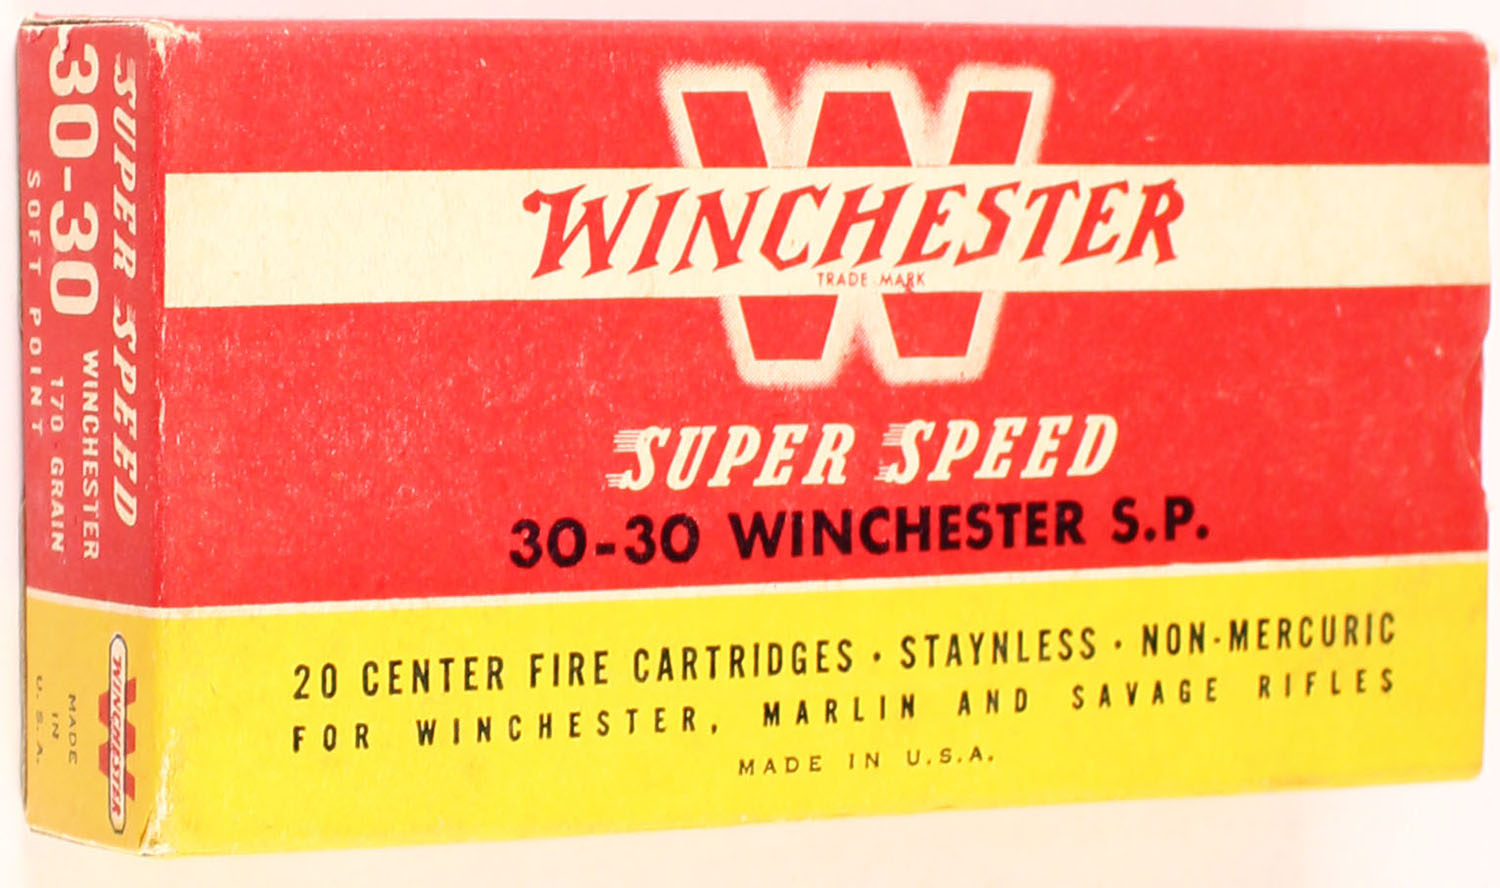 SUPER SPEED
30-30 WINCHESTER
170 GRAIN
SOFT POINT
WINCHESTER
MADE
IN
U.S.A.
WINCHESTER
TRADE MARK
SUPER SPEED
30-30 WINCHESTER S.P.
20 CENTER FIRE CARTRIDGES · STAYNLESS · NON-MERCURIC
FOR WINCHESTER, MARLIN AND SAVAGE RIFLES
MADE IN U.S.A.